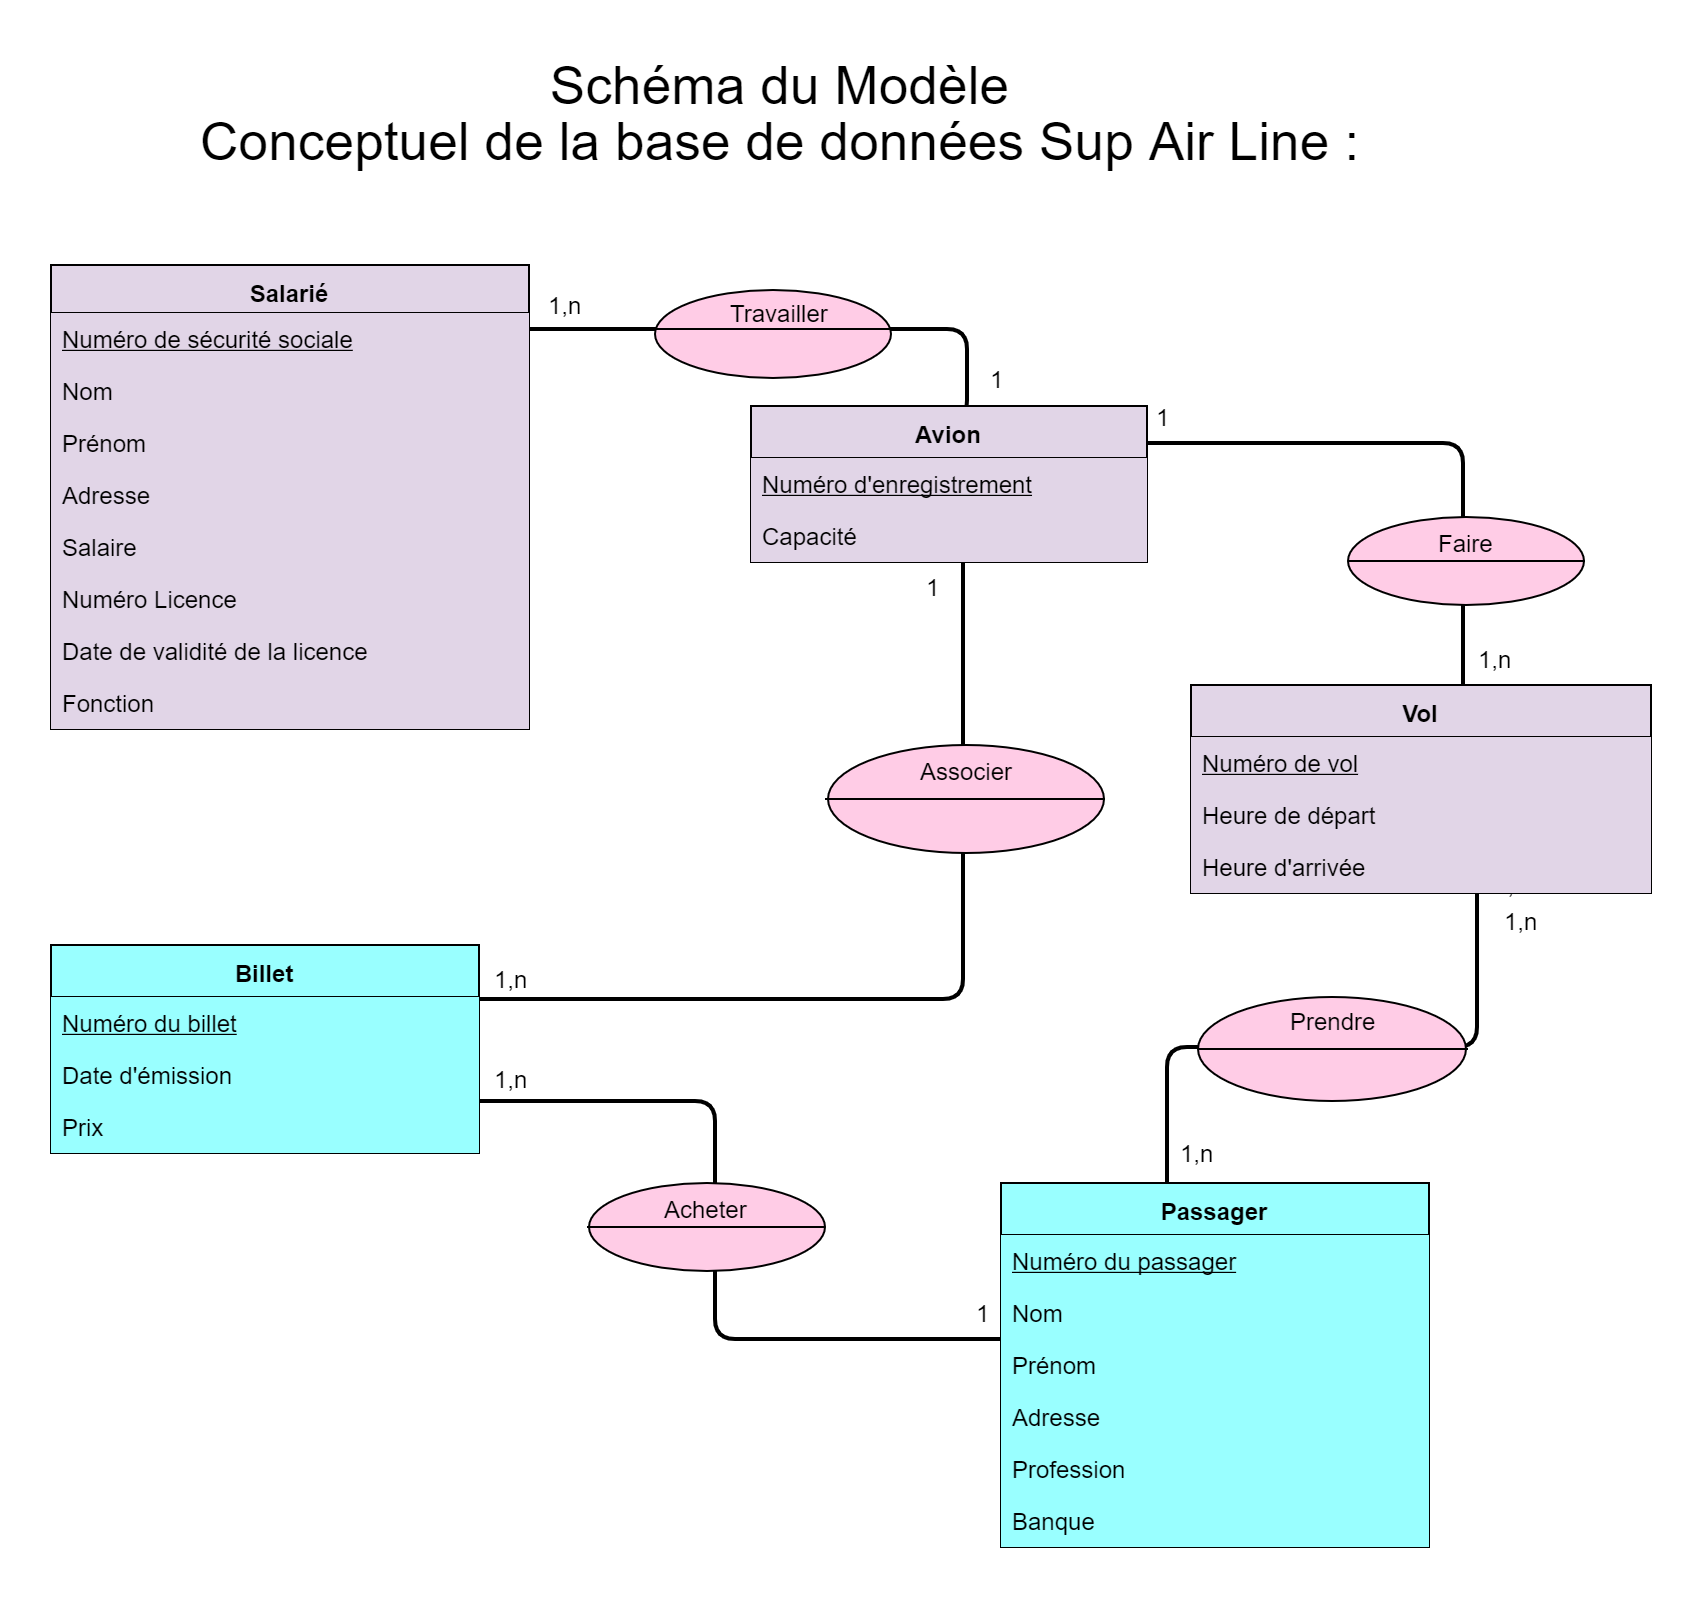 Schéma du Modèle
Conceptuel de la base de données Sup Air Line :
Salarié
Numéro de sécurité sociale
Nom
Prénom
Adresse
Salaire
Numéro Licence
Date de validité de la licence
Fonction
1,n
Travailler
1
Avion
Numéro d'enregistrement
Capacité
1
1
Faire
1,n
Vol
Numéro de vol
Heure de départ
Heure d'arrivée
1,n
Associer
Billet
Numéro du billet
Date d'émission
Prix
1,n
1,n
Prendre
1,n
Acheter
1
Passager
Numéro du passager
Nom
Prénom
Adresse
Profession
Banque